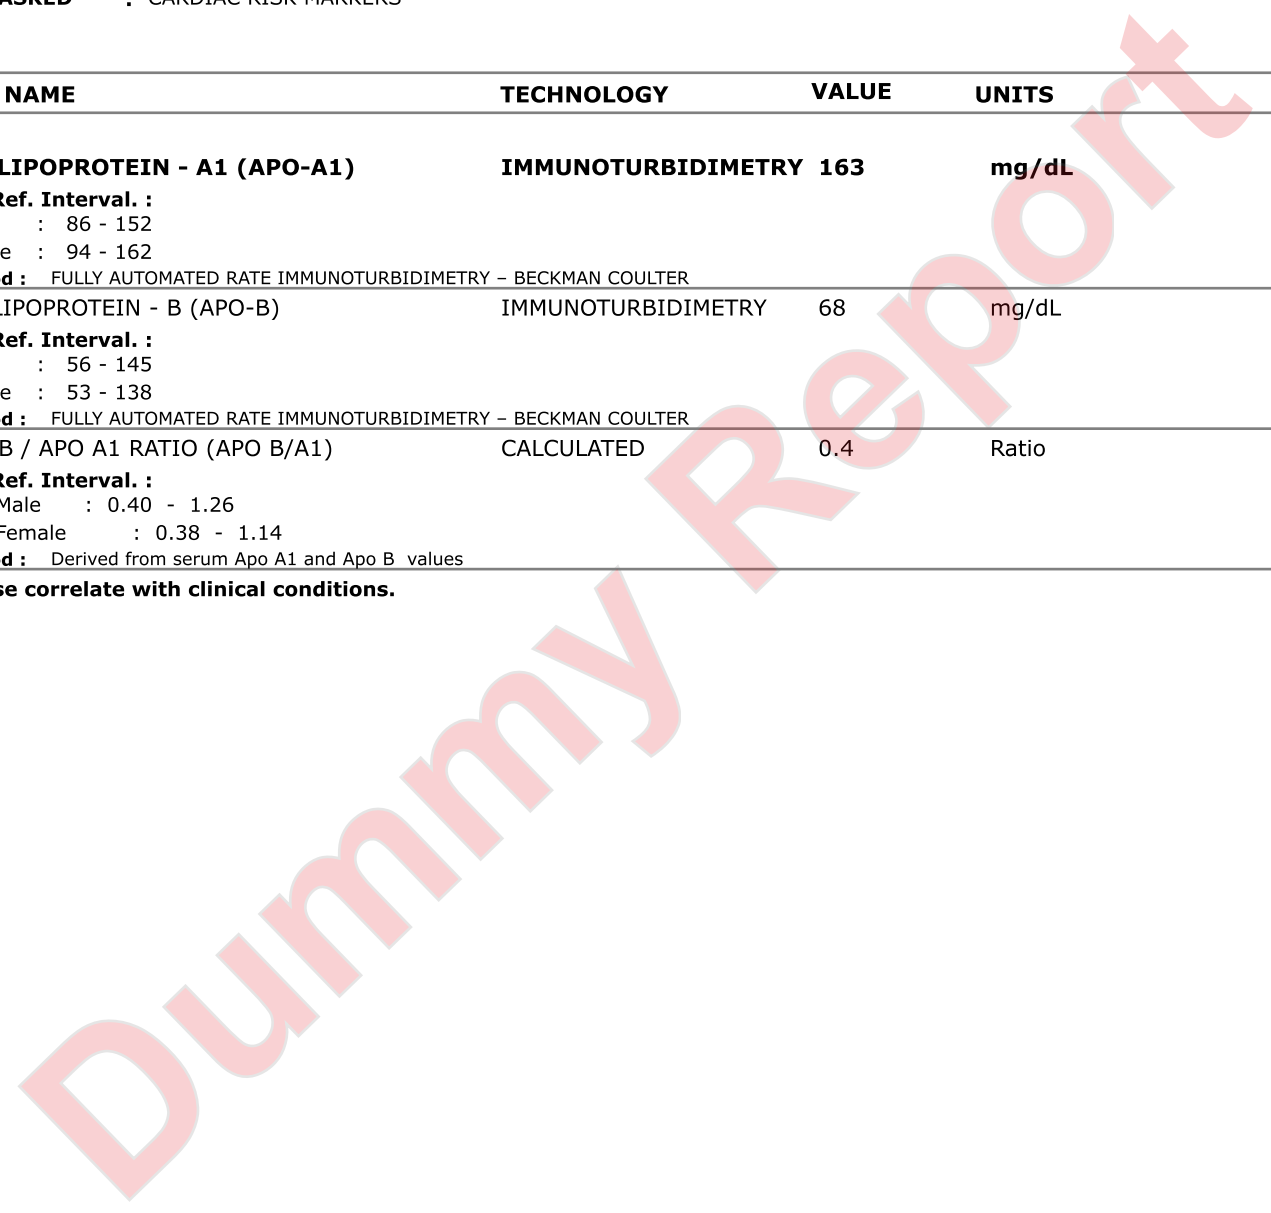 ASKED : CARDIAC RISK MARKERS
NAME TECHNOLOGY VALUE UNITS
LIPOPROTEIN - A1 (APO-A1) IMMUNOTURBIDIMETRY 163 mg/dL
Ref. Interval. :
: 86 - 152
e : 94 - 162
d : FULLY AUTOMATED RATE IMMUNOTURBIDIMETRY – BECKMAN COULTER
LIPOPROTEIN - B (APO-B) IMMUNOTURBIDIMETRY 68 mg/dL
Ref. Interval. :
: 56 - 145
e : 53 - 138
d : FULLY AUTOMATED RATE IMMUNOTURBIDIMETRY – BECKMAN COULTER
B / APO A1 RATIO (APO B/A1) CALCULATED 0.4 Ratio
Ref. Interval. :
Male : 0.40 - 1.26
Female : 0.38 - 1.14
d : Derived from serum Apo A1 and Apo B values
se correlate with clinical conditions.
Dummy Report